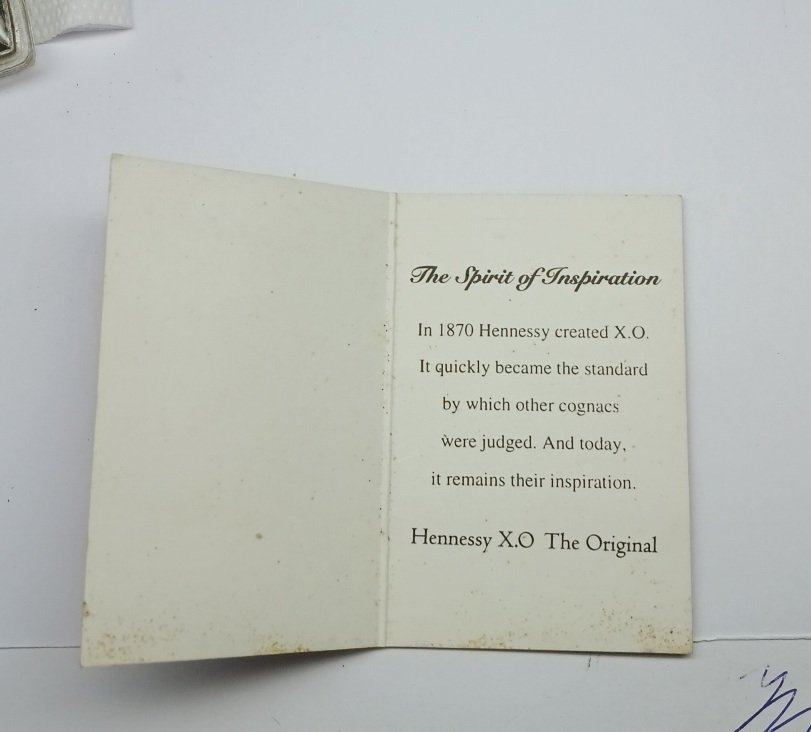 The Spirit of Inspiration
In 1870 Hennessy created X.O.
It quickly became the standard
by which other cognacs
were judged. And today,
it remains their inspiration.
Hennessy X.O The Original